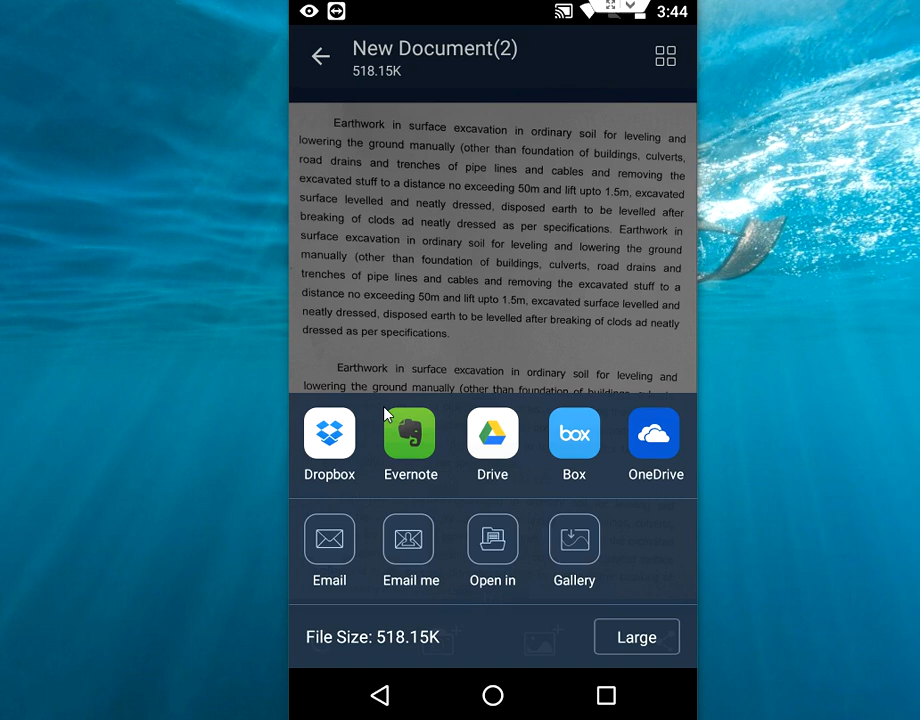 3:44
New Document(2)
518.15K
Earthwork in surface excavation in ordinary soil for leveling and
lowering the ground manually (other than foundation of buildings, culverts,
road drains and trenches of pipe lines and cables and removing the
excavated stuff to a distance no exceeding 50m and lift upto 1.5m, excavated
surface levelled and neatly dressed, disposed earth to be levelled after
breaking of clods ad neatly dressed as per specifications. Earthwork in
surface excavation in ordinary soil for leveling and lowering the ground
manually (other than foundation of buildings, culverts, road drains and
trenches of pipe lines and cables and removing the excavated stuff to a
distance no exceeding 50m and lift upto 1.5m, excavated surface levelled and
neatly dressed, disposed earth to be levelled after breaking of clods ad neatly
dressed as per specifications.
Earthwork in surface excavation in ordinary soil for leveling and
lowering the ground manually (other than foundation of buildings,
box
Dropbox Evernote Drive Box OneDrive
Email Email me Open in Gallery
File Size: 518.15K Large